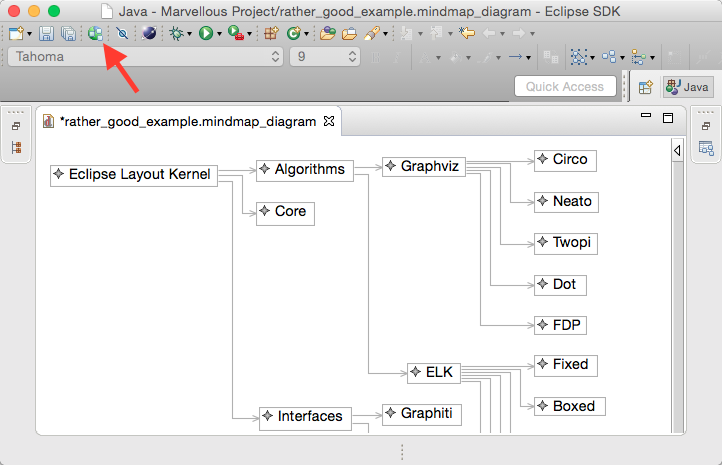 Java - Marvellous Project/rather_good_example.mindmap_diagram - Eclipse SDK
Tahoma 9
Quick Access Java
*rather_good_example.mindmap_diagram
Eclipse Layout Kernel
Algorithms
Core
Interfaces
Graphviz
ELK
Graphiti
Circo
Neato
Twopi
Dot
FDP
Fixed
Boxed